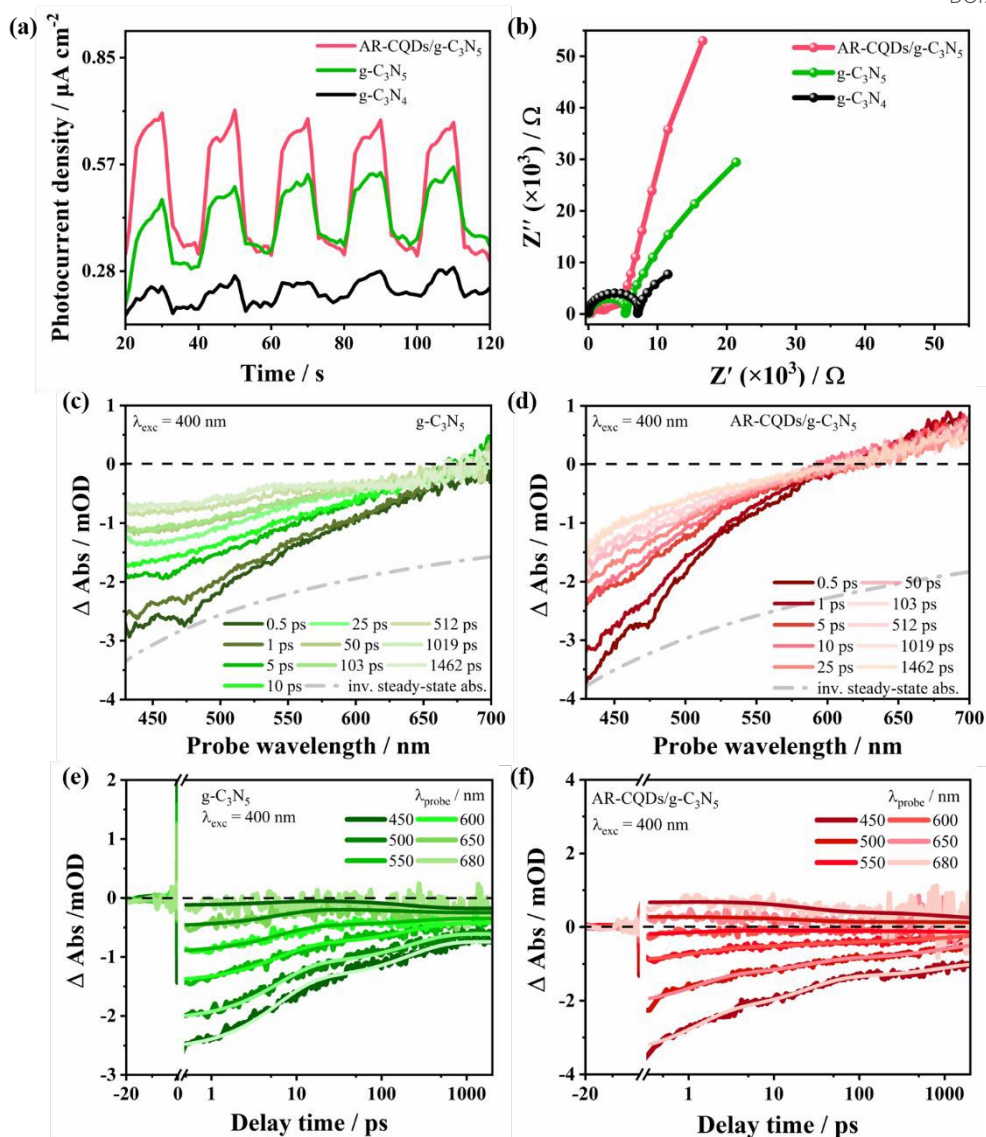 DOI:
(a)
AR-CQDs/g-C₃N₅
g-C₃N₅
g-C₃N₄
0.85
0.57
0.28
Photocurrent density / μA cm⁻²
20 40 60 80 100 120
Time / s
(b)
AR-CQDs/g-C₃N₅
g-C₃N₅
g-C₃N₄
50
40
30
20
10
0
Z'' (×10³) / Ω
0 10 20 30 40 50
Z' (×10³) / Ω
(c)
λexc = 400 nm
g-C₃N₅
1
0
-1
-2
-3
-4
Δ Abs / mOD
0.5 ps 25 ps 512 ps
1 ps 50 ps 1019 ps
5 ps 103 ps 1462 ps
10 ps inv. steady-state abs.
450 500 550 600 650 700
Probe wavelength / nm
(d)
λexc = 400 nm
AR-CQDs/g-C₃N₅
1
0
-1
-2
-3
-4
Δ Abs / mOD
0.5 ps 50 ps
1 ps 103 ps
5 ps 512 ps
10 ps 1019 ps
25 ps 1462 ps
inv. steady-state abs.
450 500 550 600 650 700
Probe wavelength / nm
(e)
g-C₃N₅
λexc = 400 nm
λprobe / nm
450 600
500 650
550 680
2
1
0
-1
-2
-3
Δ Abs /mOD
-20 0 1 10 100 1000
Delay time / ps
(f)
AR-CQDs/g-C₃N₅
λexc = 400 nm
λprobe / nm
450 600
500 650
550 680
4
2
0
-2
-4
Δ Abs / mOD
-20 1 10 100 1000
Delay time / ps